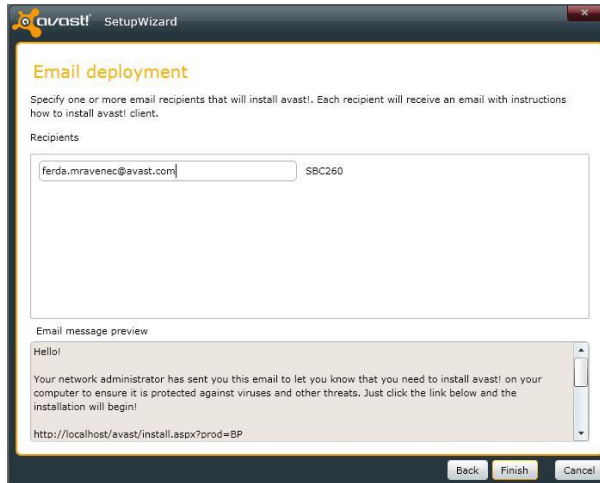 avast! SetupWizard
Email deployment
Specify one or more email recipients that will install avast!. Each recipient will receive an email with instructions
how to install avast! client.
Recipients
ferda.mravenec@avast.com SBC260
Email message preview
Hello!
Your network administrator has sent you this email to let you know that you need to install avast! on your
computer to ensure it is protected against viruses and other threats. Just click the link below and the
installation will begin!
http://localhost/avast/install.aspx?prod=BP
Back Finish Cancel